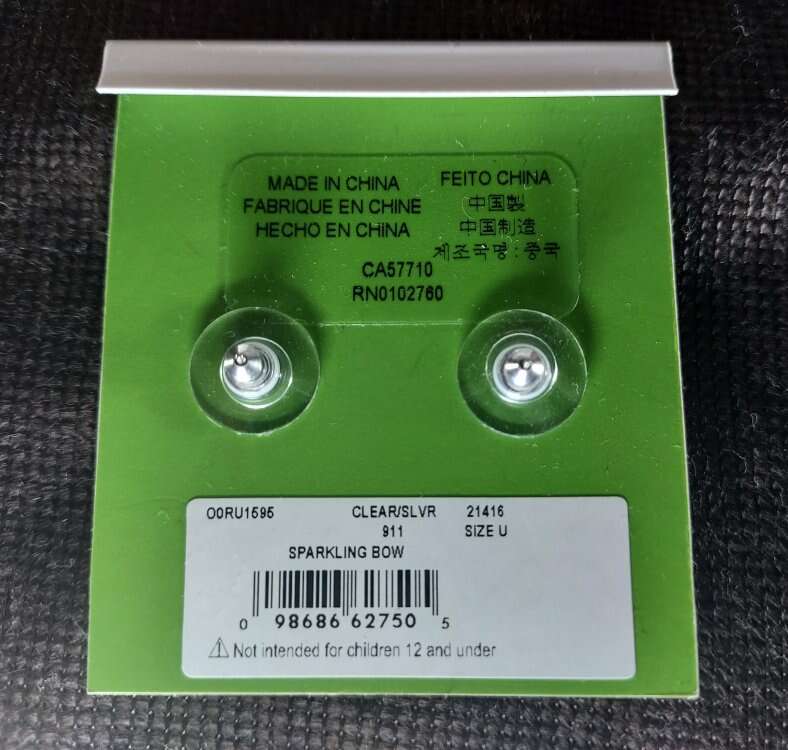 MADE IN CHINA
FABRIQUE EN CHINE
HECHO EN CHINA
FEITO CHINA
中国製
中国制造
제조국명 : 중국
CA57710
RN0102760
O0RU1595 CLEAR/SLVR 21416
911 SIZE U
SPARKLING BOW
0 98686 62750 5
⚠ Not intended for children 12 and under